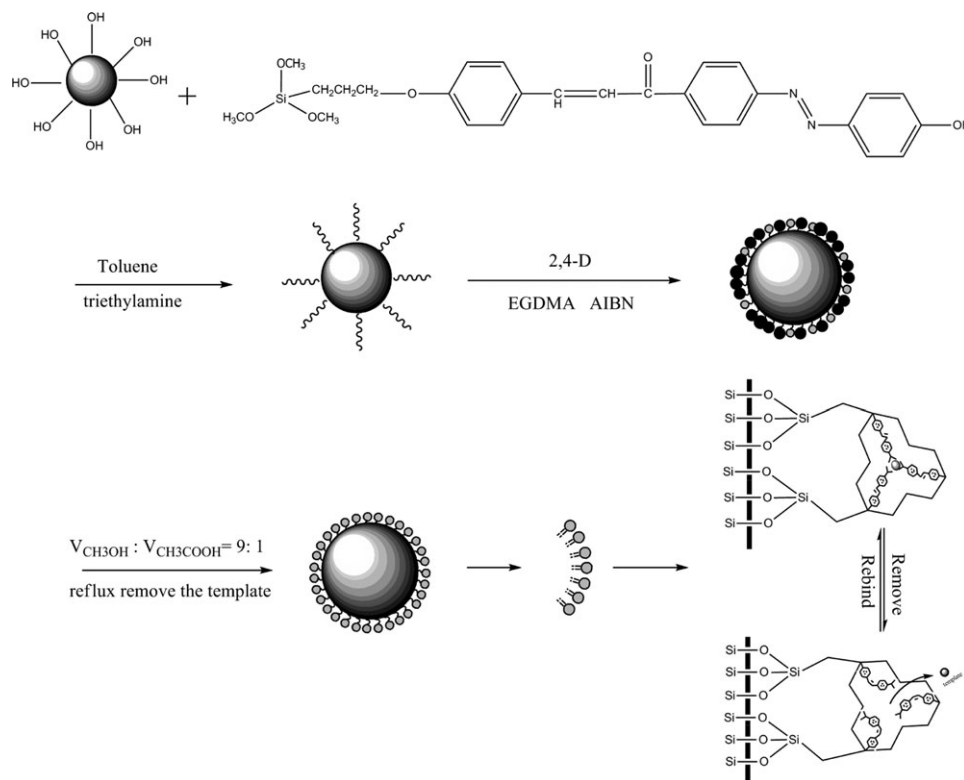 OH
HO OH
HO OH
HO OH
OH
+
OCH3
Si CH2CH2CH2 O C H CH C O N N OH
H3CO OCH3
Toluene
triethylamine
2,4-D
EGDMA AIBN
Si O
Si O Si
Si O
Si O
Si O Si
Si O
VCH3OH : VCH3COOH= 9: 1
reflux remove the template
Remove
Rebind
Si O
Si O Si
Si O
Si O
Si O Si
Si O
template